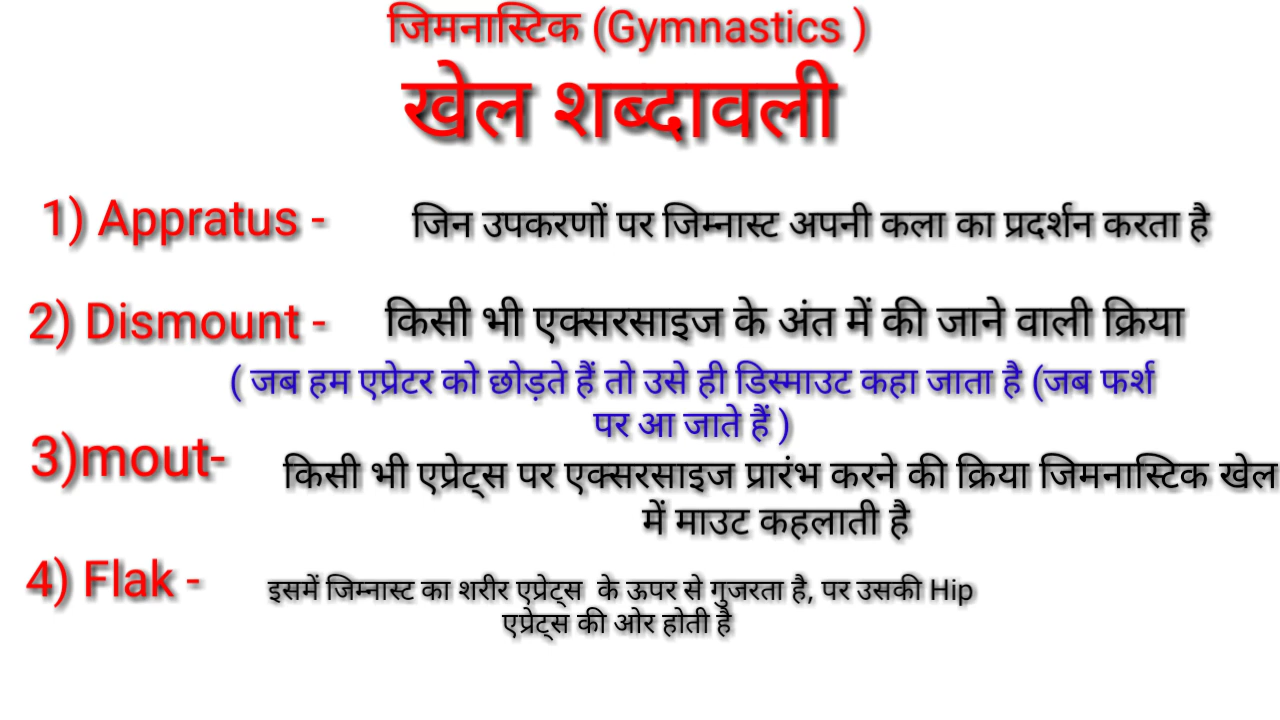 जिमनास्टिक (Gymnastics )
खेल शब्दावली
1) Appratus - जिन उपकरणों पर जिम्नास्ट अपनी कला का प्रदर्शन करता है
2) Dismount - किसी भी एक्सरसाइज के अंत में की जाने वाली क्रिया
( जब हम एप्रेटर को छोड़ते हैं तो उसे ही डिस्माउट कहा जाता है (जब फर्श
पर आ जाते हैं )
3)mout- किसी भी एप्रेट्स पर एक्सरसाइज प्रारंभ करने की क्रिया जिमनास्टिक खेल
में माउट कहलाती है
4) Flak - इसमें जिम्नास्ट का शरीर एप्रेट्स के ऊपर से गुजरता है, पर उसकी Hip
एप्रेट्स की ओर होती है